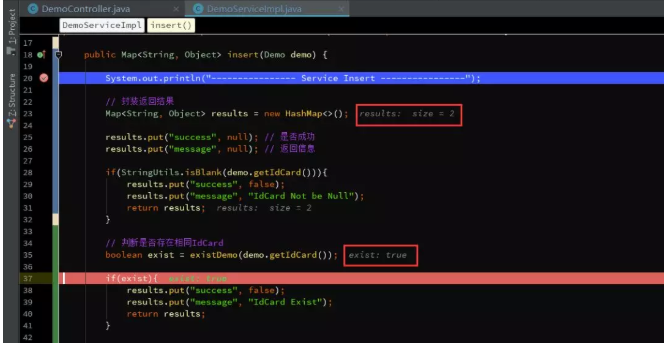 DemoController.java × DemoServiceImpl.java ×
DemoServiceImpl insert()
1: Project
Z: Structure
17
18 public Map<String, Object> insert(Demo demo) {
19
20 System.out.println("---------------- Service Insert ----------------");
21
22 // 封装返回结果
23 Map<String, Object> results = new HashMap<>(); results: size = 2
24
25 results.put("success", null); // 是否成功
26 results.put("message", null); // 返回信息
27
28 if(StringUtils.isBlank(demo.getIdCard())){
29 results.put("success", false);
30 results.put("message", "IdCard Not be Null");
31 return results; results: size = 2
32 }
33
34 // 判断是否存在相同IdCard
35 boolean exist = existDemo(demo.getIdCard()); exist: true
36
37 if(exist){ exist: true
38 results.put("success", false);
39 results.put("message", "IdCard Exist");
40 return results;
41 }
42